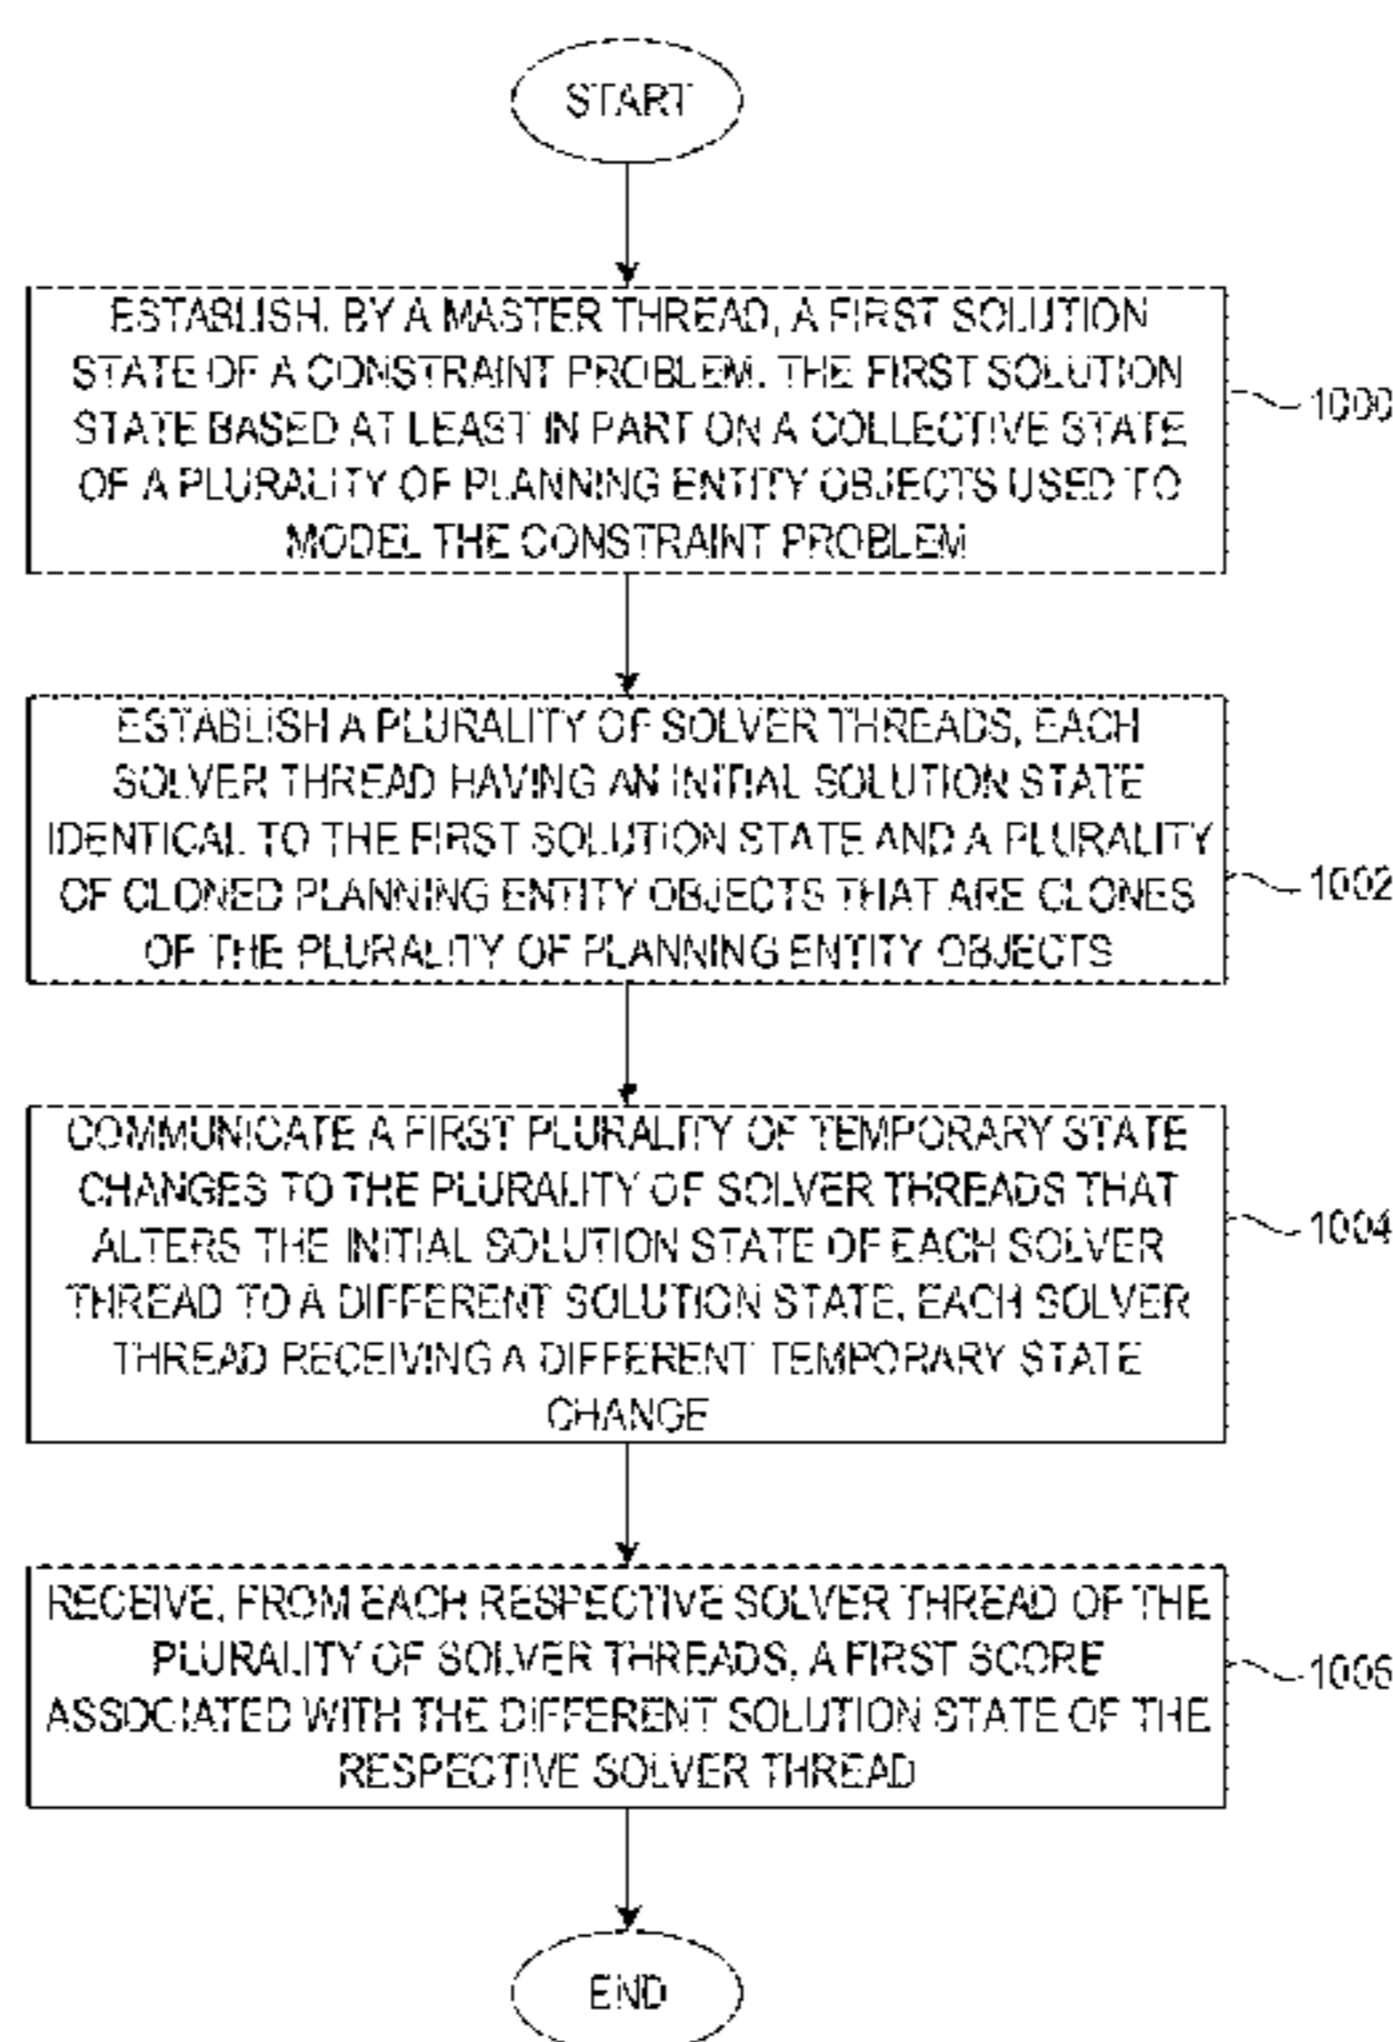 START
ESTABLISH, BY A MASTER THREAD, A FIRST SOLUTION
STATE OF A CONSTRAINT PROBLEM, THE FIRST SOLUTION
STATE BASED AT LEAST IN PART ON A COLLECTIVE STATE
OF A PLURALITY OF PLANNING ENTITY OBJECTS USED TO
MODEL THE CONSTRAINT PROBLEM
1000
ESTABLISH A PLURALITY OF SOLVER THREADS, EACH
SOLVER THREAD HAVING AN INITIAL SOLUTION STATE
IDENTICAL TO THE FIRST SOLUTION STATE AND A PLURALITY
OF CLONED PLANNING ENTITY OBJECTS THAT ARE CLONES
OF THE PLURALITY OF PLANNING ENTITY OBJECTS
1002
COMMUNICATE A FIRST PLURALITY OF TEMPORARY STATE
CHANGES TO THE PLURALITY OF SOLVER THREADS THAT
ALTERS THE INITIAL SOLUTION STATE OF EACH SOLVER
THREAD TO A DIFFERENT SOLUTION STATE, EACH SOLVER
THREAD RECEIVING A DIFFERENT TEMPORARY STATE
CHANGE
1004
RECEIVE, FROM EACH RESPECTIVE SOLVER THREAD OF THE
PLURALITY OF SOLVER THREADS, A FIRST SCORE
ASSOCIATED WITH THE DIFFERENT SOLUTION STATE OF THE
RESPECTIVE SOLVER THREAD
1006
END